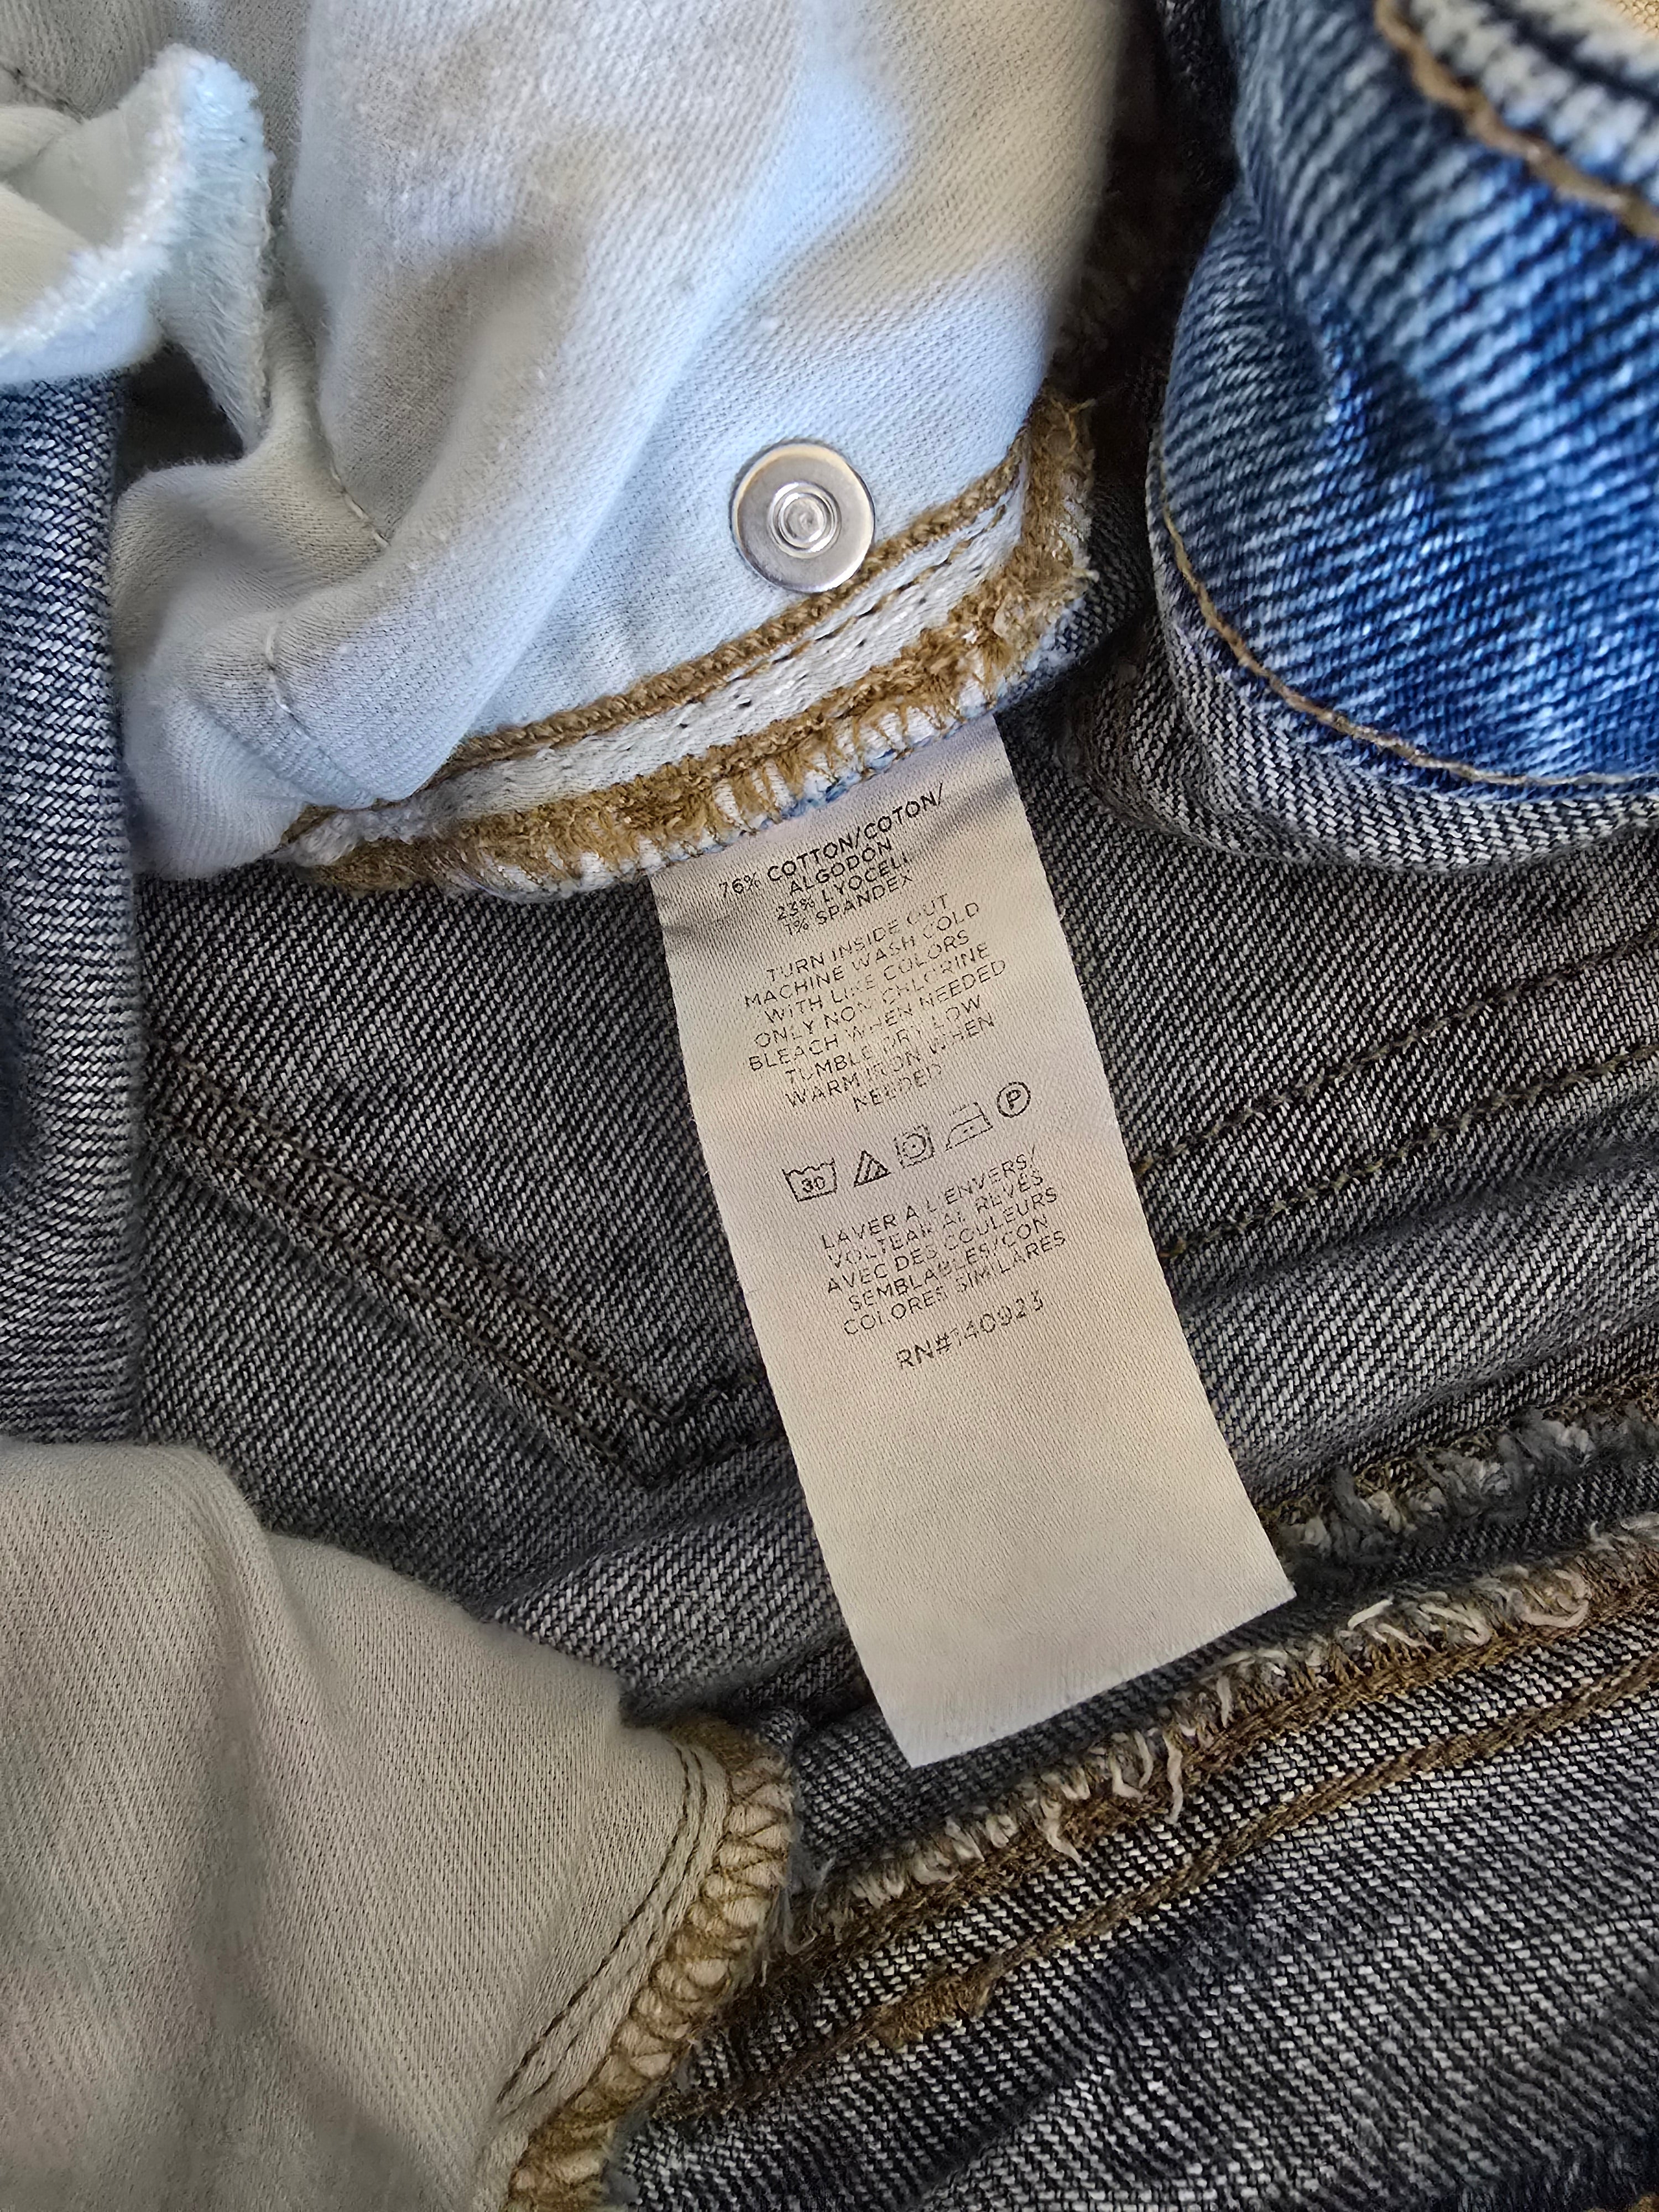 76% COTTON/COTON/
ALGODÓN
23% LYOCELL
1% SPANDEX
TURN INSIDE OUT
MACHINE WASH COLD
WITH LIKE COLORS
ONLY NON-CHLORINE
BLEACH WHEN NEEDED
TUMBLE DRY LOW
WARM IRON WHEN
NEEDED
30 P
LAVER A L'ENVERS/
VOLTEAR AL REVES
AVEC DES COULEURS
SEMBLABLES/CON
COLORES SIMILARES
RN#140923